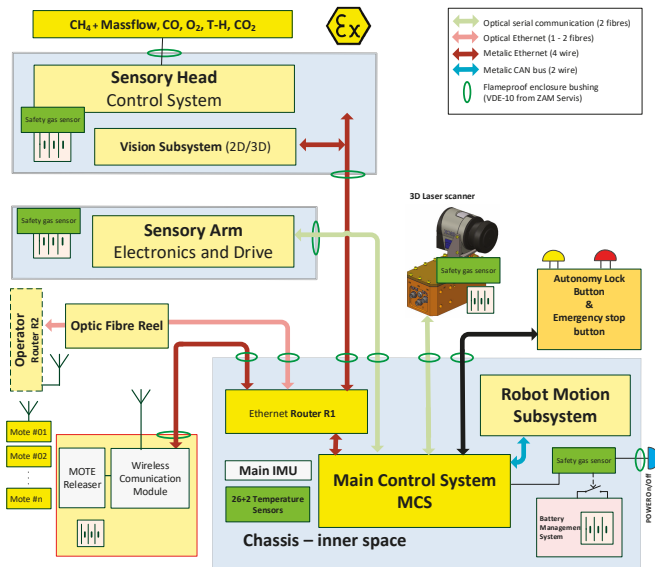 CH4 + Massflow, CO, O2, T-H, CO2
Ex
Optical serial communication (2 fibres)
Optical Ethernet (1 - 2 fibres)
Metalic Ethernet (4 wire)
Metalic CAN bus (2 wire)
Flameproof enclosure bushing
(VDE-10 from ZAM Servis)
Sensory Head
Control System
Safety gas sensor
Vision Subsystem (2D/3D)
3D Laser scanner
Safety gas sensor
Sensory Arm
Electronics and Drive
Safety gas sensor
Autonomy Lock
Button
&
Emergency stop
button
Operator
Router R2
Optic Fibre Reel
Ethernet Router R1
Robot Motion
Subsystem
Mote #01
Mote #02
Mote #n
MOTE
Releaser
Wireless
Comunication
Module
Main IMU
26+2 Temperature
Sensors
Main Control System
MCS
Safety gas sensor
POWER On/Off
Battery
Management
System
Chassis – inner space